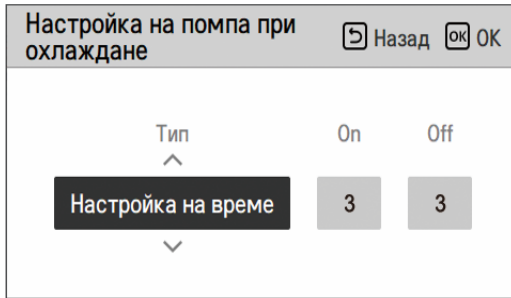 Настройка на помпа при
охлаждане
Назад OK OK
Тип On Off
Настройка на време 3 3